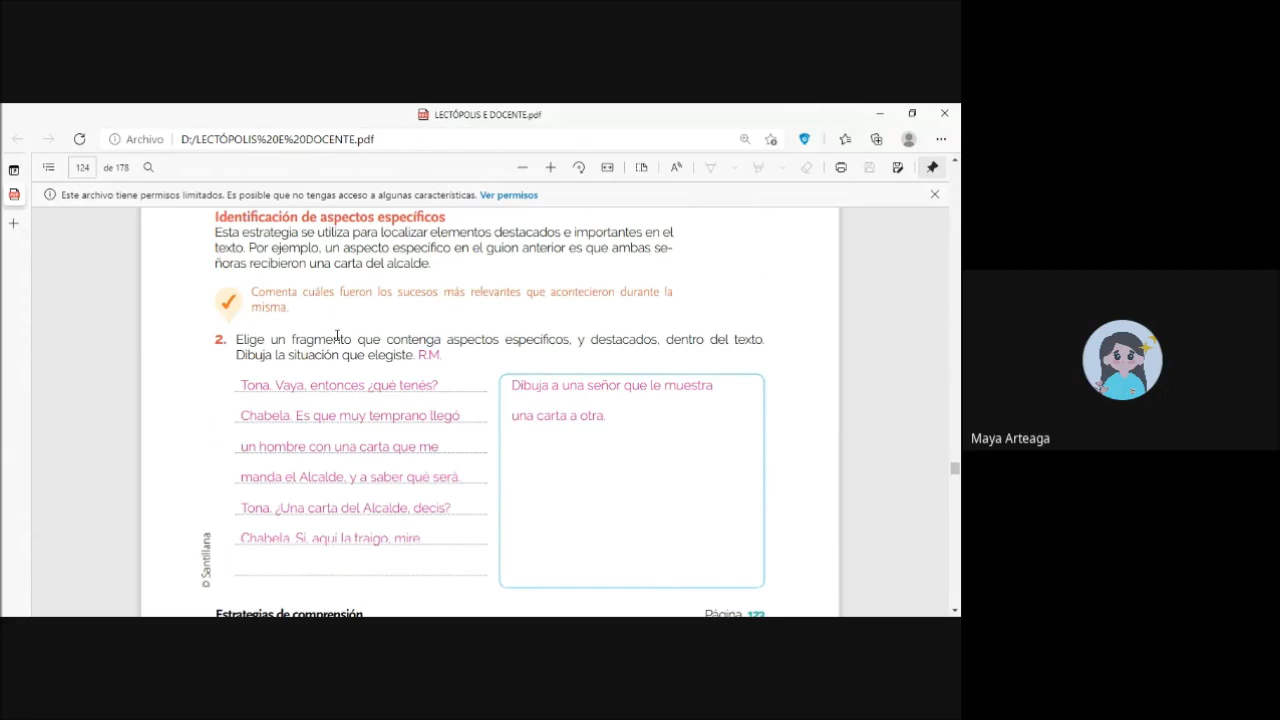 LECTÓPOLIS E DOCENTE.pdf
Archivo
D:/LECTÓPOLIS%20E%20DOCENTE.pdf
124 de 178
Este archivo tiene permisos limitados. Es posible que no tengas acceso a algunas características. Ver permisos
Identificación de aspectos específicos
Esta estrategia se utiliza para localizar elementos destacados e importantes en el
texto. Por ejemplo, un aspecto específico en el guion anterior es que ambas se-
ñoras recibieron una carta del alcalde.
Comenta cuáles fueron los sucesos más relevantes que acontecieron durante la
misma.
2. Elige un fragmento que contenga aspectos específicos, y destacados, dentro del texto.
Dibuja la situación que elegiste. R.M.
Tona. Vaya, entonces ¿qué tenés?
Chabela. Es que muy temprano llegó
un hombre con una carta que me
manda el Alcalde, y a saber qué será.
Tona. ¿Una carta del Alcalde, decís?
Chabela. Si, aquí la traigo, mire.
Dibuja a una señor que le muestra
una carta a otra.
© Santillana
Estrategias de comprensión
Página 123
Maya Arteaga